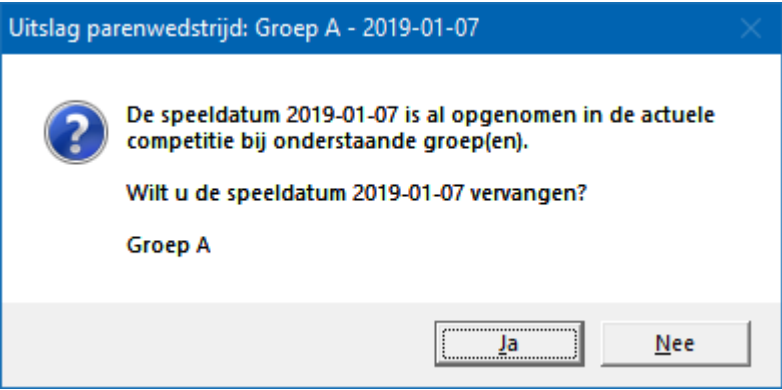 Uitslag parenwedstrijd: Groep A - 2019-01-07
De speeldatum 2019-01-07 is al opgenomen in de actuele
competitie bij onderstaande groep(en).
Wilt u de speeldatum 2019-01-07 vervangen?
Groep A
Ja
Nee